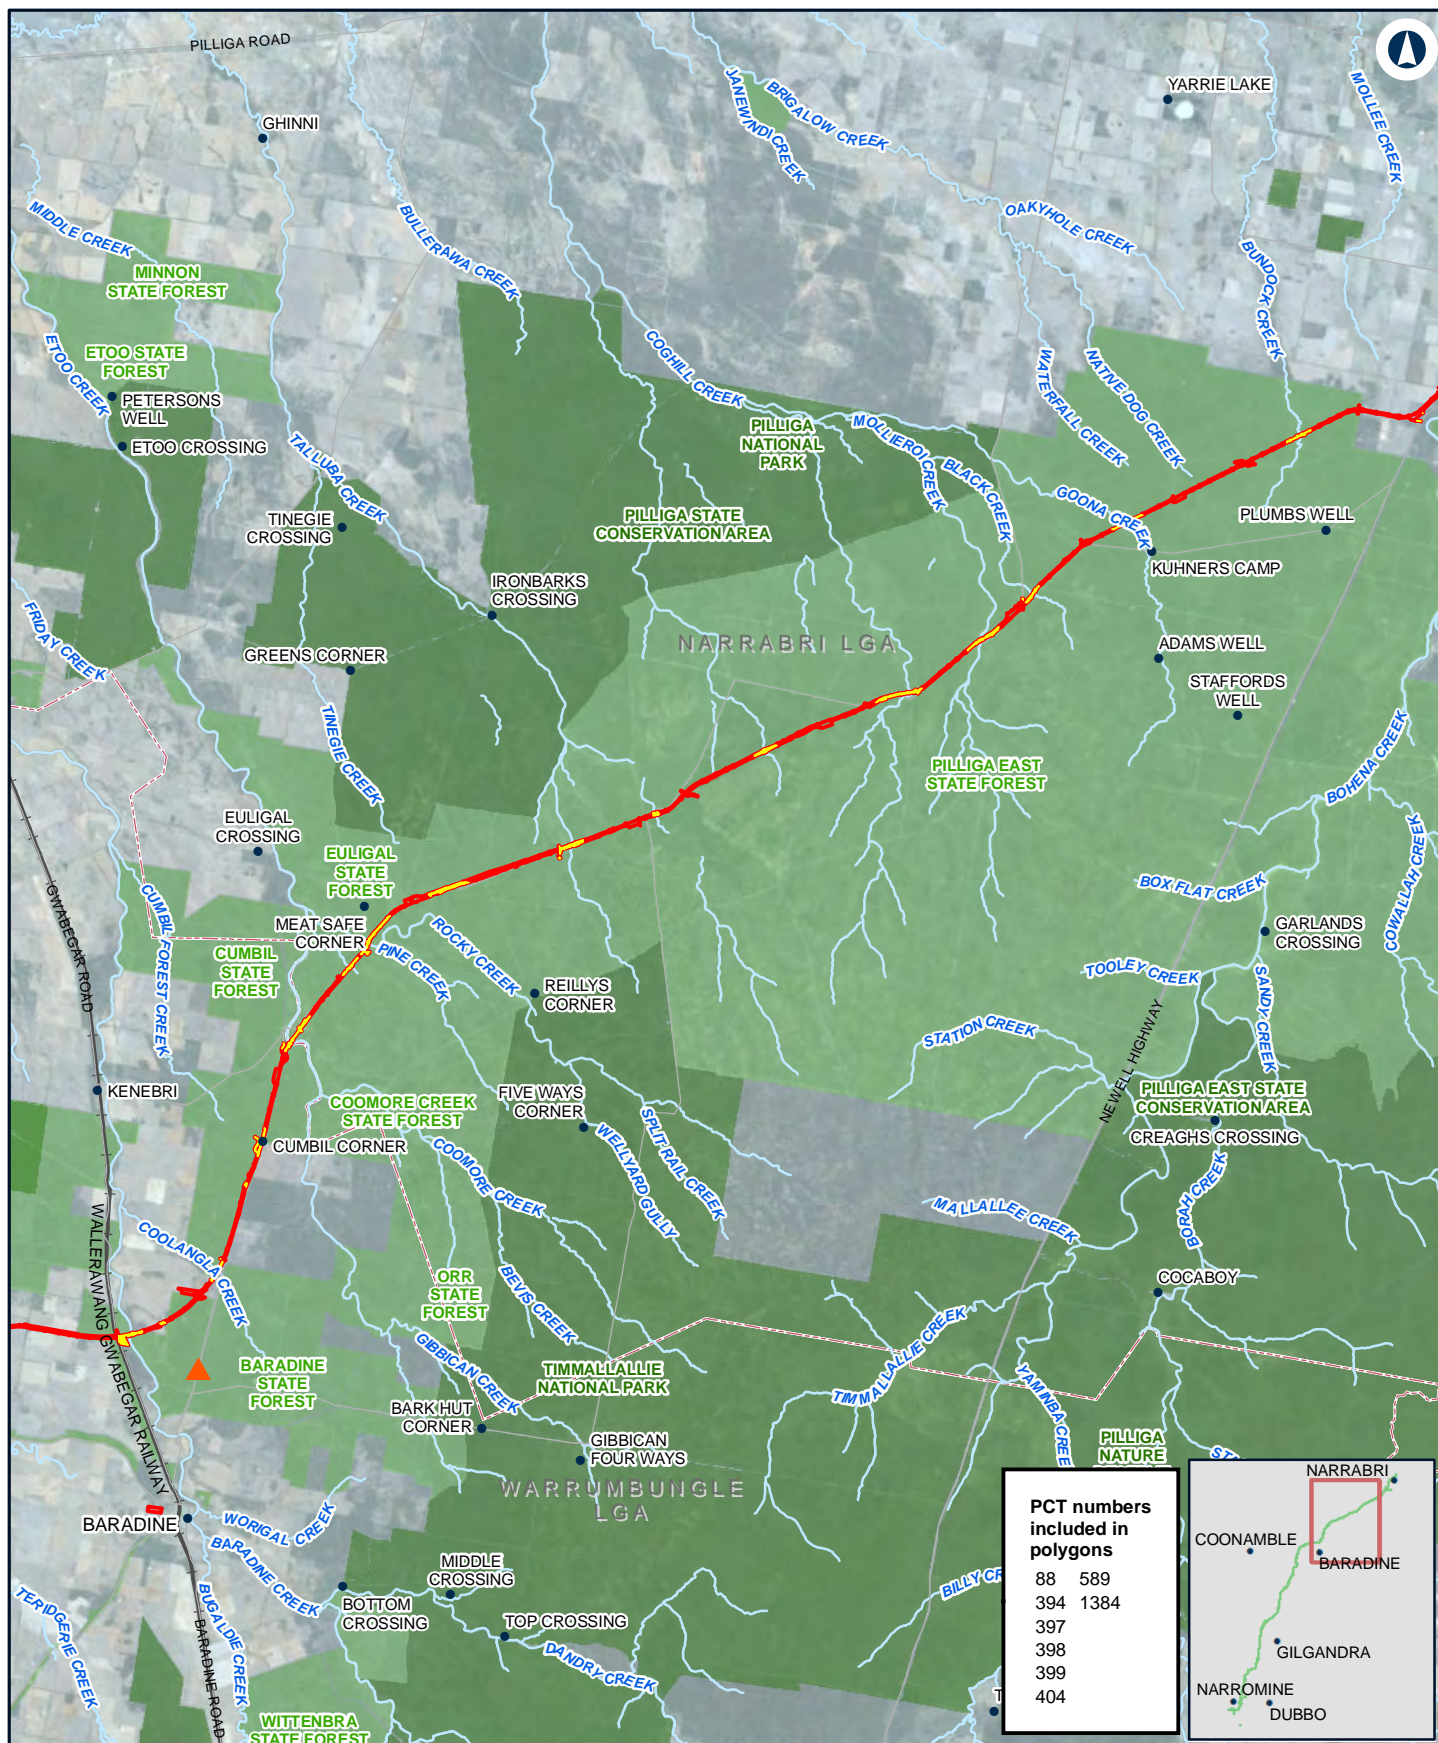 PILLIGA ROAD
YARRIE LAKE
GHINNI
JANEWINDI CREEK
BRIGALOW CREEK
MOLLEE CREEK
MIDDLE CREEK
BULLERAWA CREEK
OAKYHOLE CREEK
BUNDOCK CREEK
MINNON
STATE FOREST
ETOO STATE
FOREST
ETOO CREEK
PETERSONS
WELL
ETOO CROSSING
COGHILL CREEK
WATERFALL CREEK
NATIVE DOG CREEK
PILLIGA
NATIONAL
PARK
MOLLIEROI CREEK
BLACK CREEK
GOONA CREEK
TALLUBA CREEK
TINEGIE
CROSSING
PILLIGA STATE
CONSERVATION AREA
PLUMBS WELL
KUHNERS CAMP
IRONBARKS
CROSSING
FRIDAY CREEK
GREENS CORNER
NARRABRI LGA
ADAMS WELL
STAFFORDS
WELL
TINEGIE CREEK
PILLIGA EAST
STATE FOREST
BOHENA CREEK
EULIGAL
CROSSING
EULIGAL
STATE
FOREST
COWALLAH CREEK
BOX FLAT CREEK
GWABEGAR ROAD
CUMBIL FOREST CREEK
MEAT SAFE
CORNER
ROCKY CREEK
PINE CREEK
GARLANDS
CROSSING
CUMBIL
STATE
FOREST
REILLYS
CORNER
TOOLEY CREEK
SANDY CREEK
STATION CREEK
NEWELL HIGHWAY
KENEBRI
COOMORE CREEK
STATE FOREST
FIVE WAYS
CORNER
PILLIGA EAST STATE
CONSERVATION AREA
CREAGHS CROSSING
CUMBIL CORNER
COOMORE CREEK
WELLYARD GULLY
SPLIT RAIL CREEK
BORAH CREEK
MALLALLEE CREEK
COOLANGLA CREEK
WALLERAWANG GWABEGAR RAILWAY
ORR
STATE
FOREST
BEVIS CREEK
COCABOY
GIBBICAN CREEK
TIMMALLALLIE CREEK
BARADINE
STATE
FOREST
TIMMALLALLIE
NATIONAL PARK
YAMINBA CREE
BARK HUT
CORNER
GIBBICAN
FOUR WAYS
PILLIGA
NATURE
WARRUMBUNGLE
LGA
BARADINE
WORIGAL CREEK
BARADINE CREEK
MIDDLE
CROSSING
BOTTOM
CROSSING
TOP CROSSING
DANDRY CREEK
BILLY CR
TERIDGERIE CREEK
BUGALDIE CREEK
BARADINE ROAD
WITTENBRA
STATE FOREST
PCT numbers
included in
polygons
88 589
394 1384
397
398
399
404
NARRABRI
COONAMBLE
BARADINE
GILGANDRA
NARROMINE
DUBBO